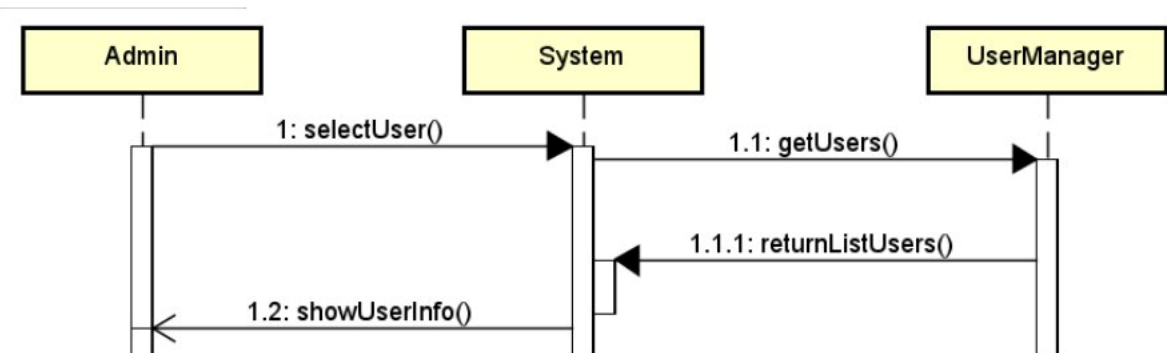 Admin
System
UserManager
1: selectUser()
1.1: getUsers()
1.1.1: returnListUsers()
1.2: showUserInfo()